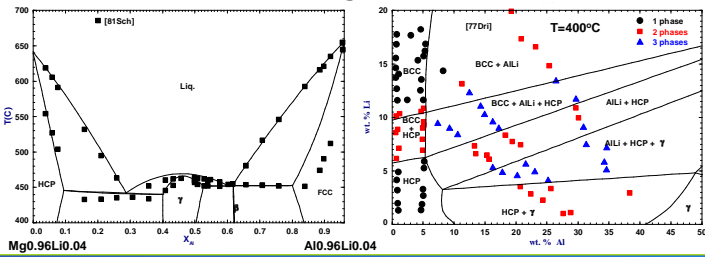 700
650
600
550
500
450
400
T(C)
[81Sch]
Liq.
HCP
γ
β
FCC
0.0 0.1 0.2 0.3 0.4 0.5 0.6 0.7 0.8 0.9
X Al
Mg0.96Li0.04
Al0.96Li0.04
20
15
10
5
0
wt. % Li
[77Dri]
T=400°C
1 phase
2 phases
3 phases
BCC
BCC + AlLi
BCC + AlLi + HCP
AlLi + HCP
BCC
+
HCP
AlLi + HCP + γ
HCP
HCP + γ
γ
0 5 10 15 20 25 30 35 40 45 50
wt. % Al